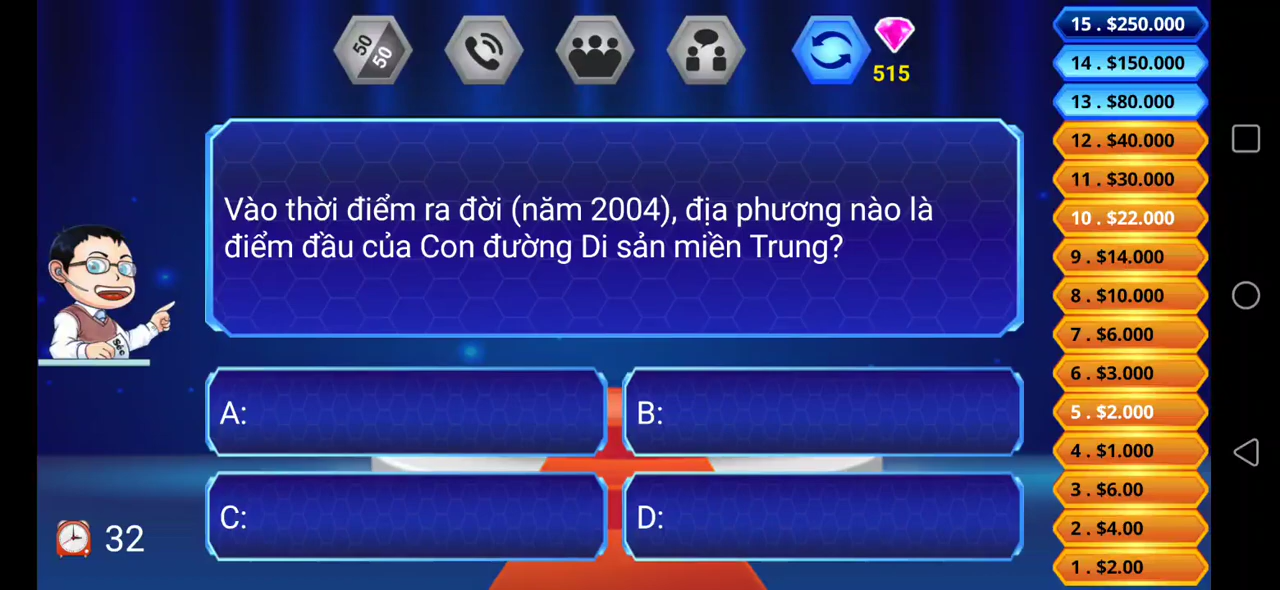 50
50
515
Vào thời điểm ra đời (năm 2004), địa phương nào là
điểm đầu của Con đường Di sản miền Trung?
A:
B:
C:
D:
32
15 . $250.000
14 . $150.000
13 . $80.000
12 . $40.000
11 . $30.000
10 . $22.000
9 . $14.000
8 . $10.000
7 . $6.000
6 . $3.000
5 . $2.000
4 . $1.000
3 . $6.00
2 . $4.00
1 . $2.00